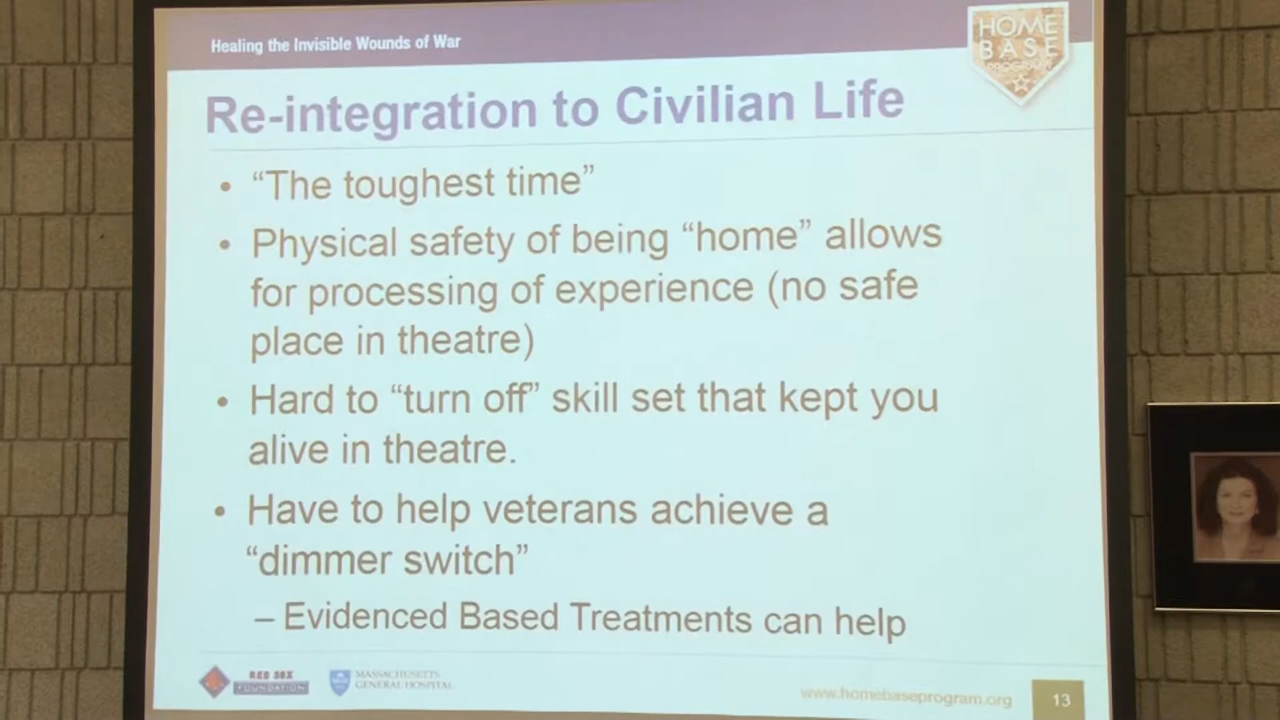 Healing the Invisible Wounds of War
HOME
BASE
PROGRAM
Re-integration to Civilian Life
• “The toughest time”
• Physical safety of being “home” allows
for processing of experience (no safe
place in theatre)
• Hard to “turn off” skill set that kept you
alive in theatre.
• Have to help veterans achieve a
“dimmer switch”
– Evidenced Based Treatments can help
RED SOX
FOUNDATION
MASSACHUSETTS
GENERAL HOSPITAL
www.homebaseprogram.org
13